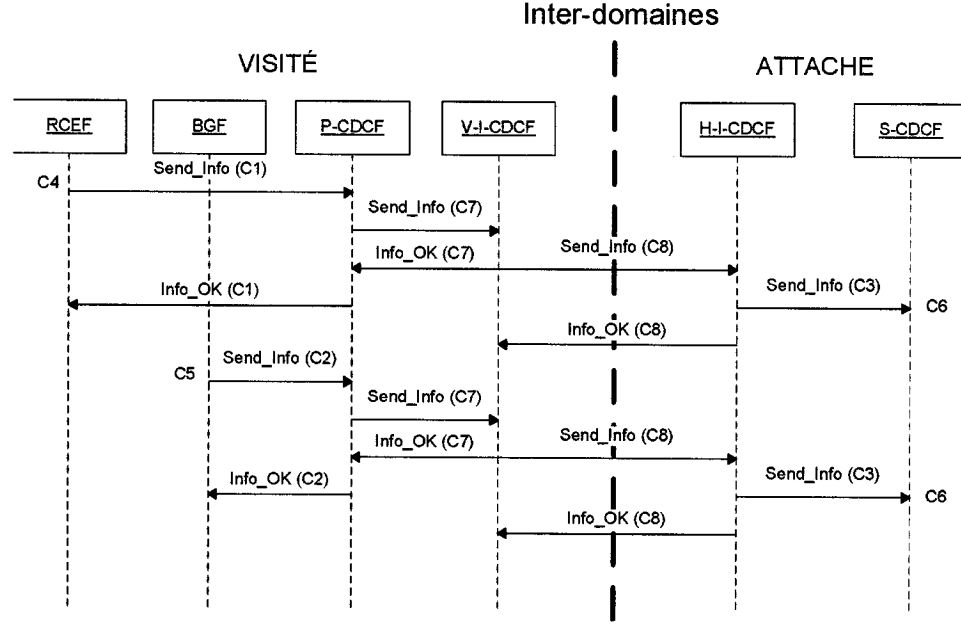 Inter-domaines
VISITÉ
ATTACHE
RCEF
BGF
P-CDCF
V-I-CDCF
H-I-CDCF
S-CDCF
Send_Info (C1)
C4
Send_Info (C7)
Info_OK (C7)
Send_Info (C8)
Info_OK (C1)
Send_Info (C3)
C6
Info_OK (C8)
Send_Info (C2)
C5
Send_Info (C7)
Info_OK (C7)
Send_Info (C8)
Info_OK (C2)
Send_Info (C3)
C6
Info_OK (C8)